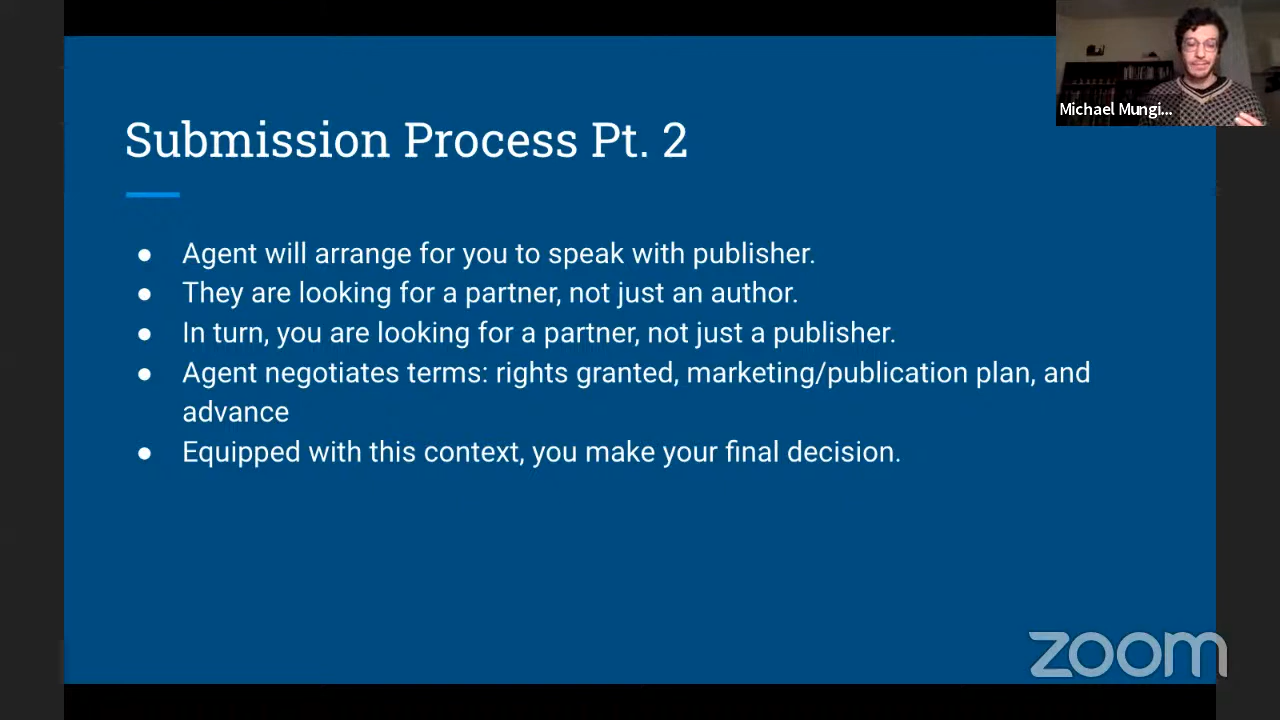 Michael Mungi...
Submission Process Pt. 2
● Agent will arrange for you to speak with publisher.
● They are looking for a partner, not just an author.
● In turn, you are looking for a partner, not just a publisher.
● Agent negotiates terms: rights granted, marketing/publication plan, and
advance
● Equipped with this context, you make your final decision.
zoom